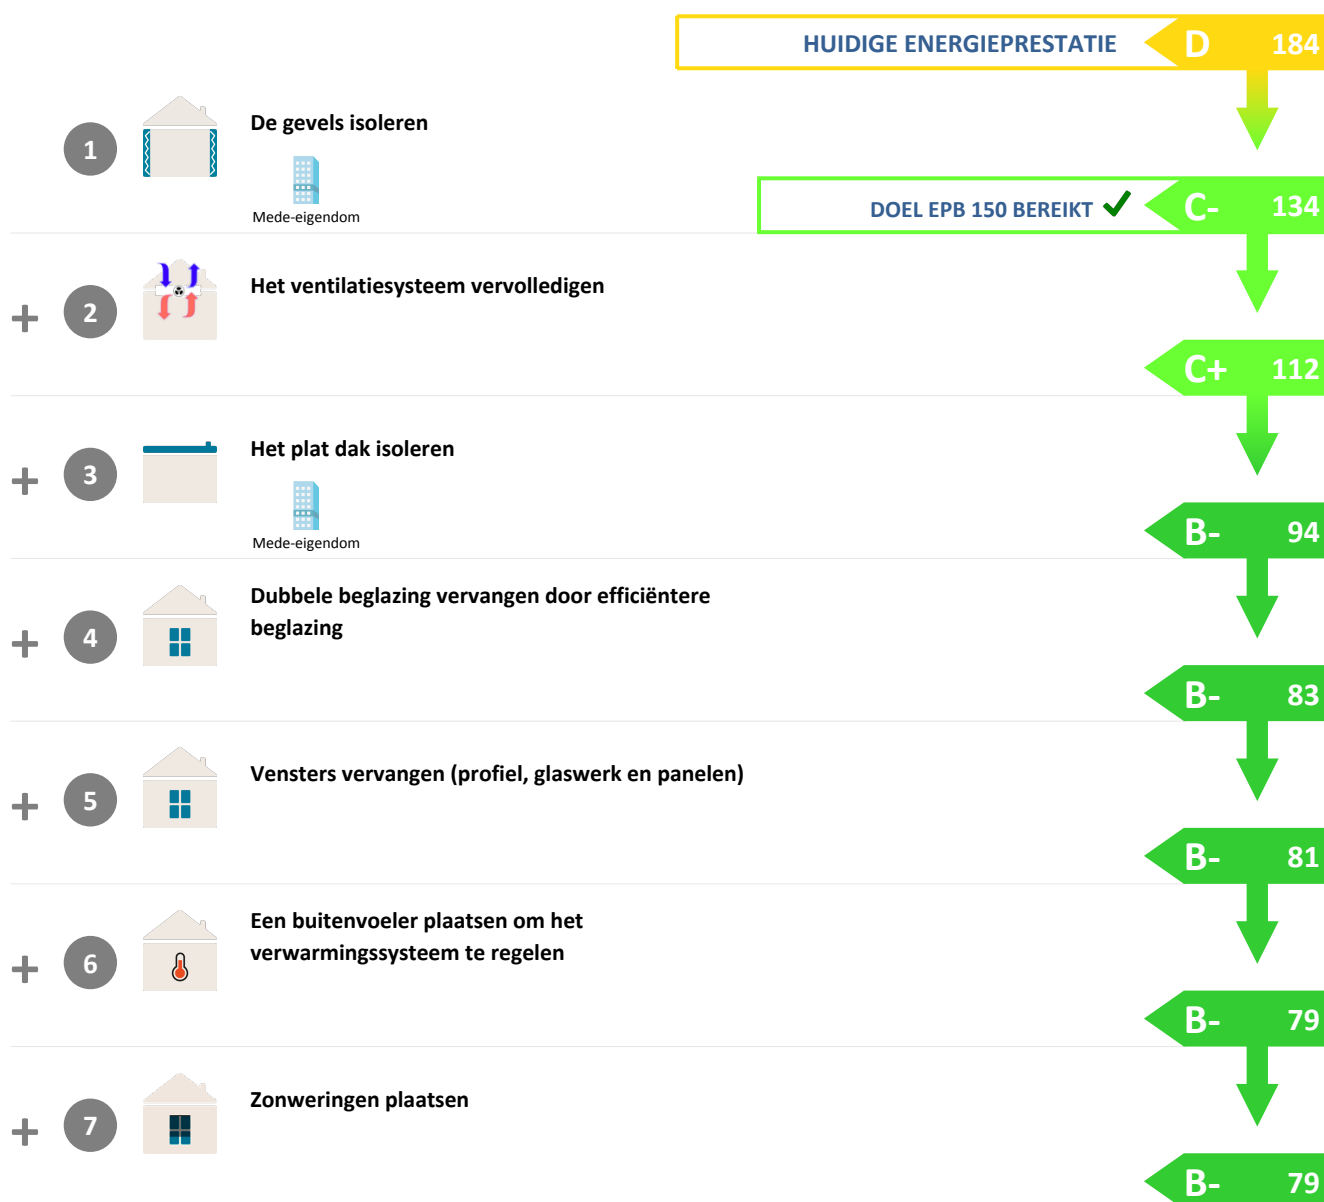 HUIDIGE ENERGIEPRESTATIE D 184
1 De gevels isoleren
Mede-eigendom
DOEL EPB 150 BEREIKT ✓ C- 134
+ 2 Het ventilatiesysteem vervolledigen
C+ 112
+ 3 Het plat dak isoleren
Mede-eigendom
B- 94
+ 4 Dubbele beglazing vervangen door efficiëntere
beglazing
B- 83
+ 5 Vensters vervangen (profiel, glaswerk en panelen)
B- 81
+ 6 Een buitenvoeler plaatsen om het
verwarmingssysteem te regelen
B- 79
+ 7 Zonweringen plaatsen
B- 79